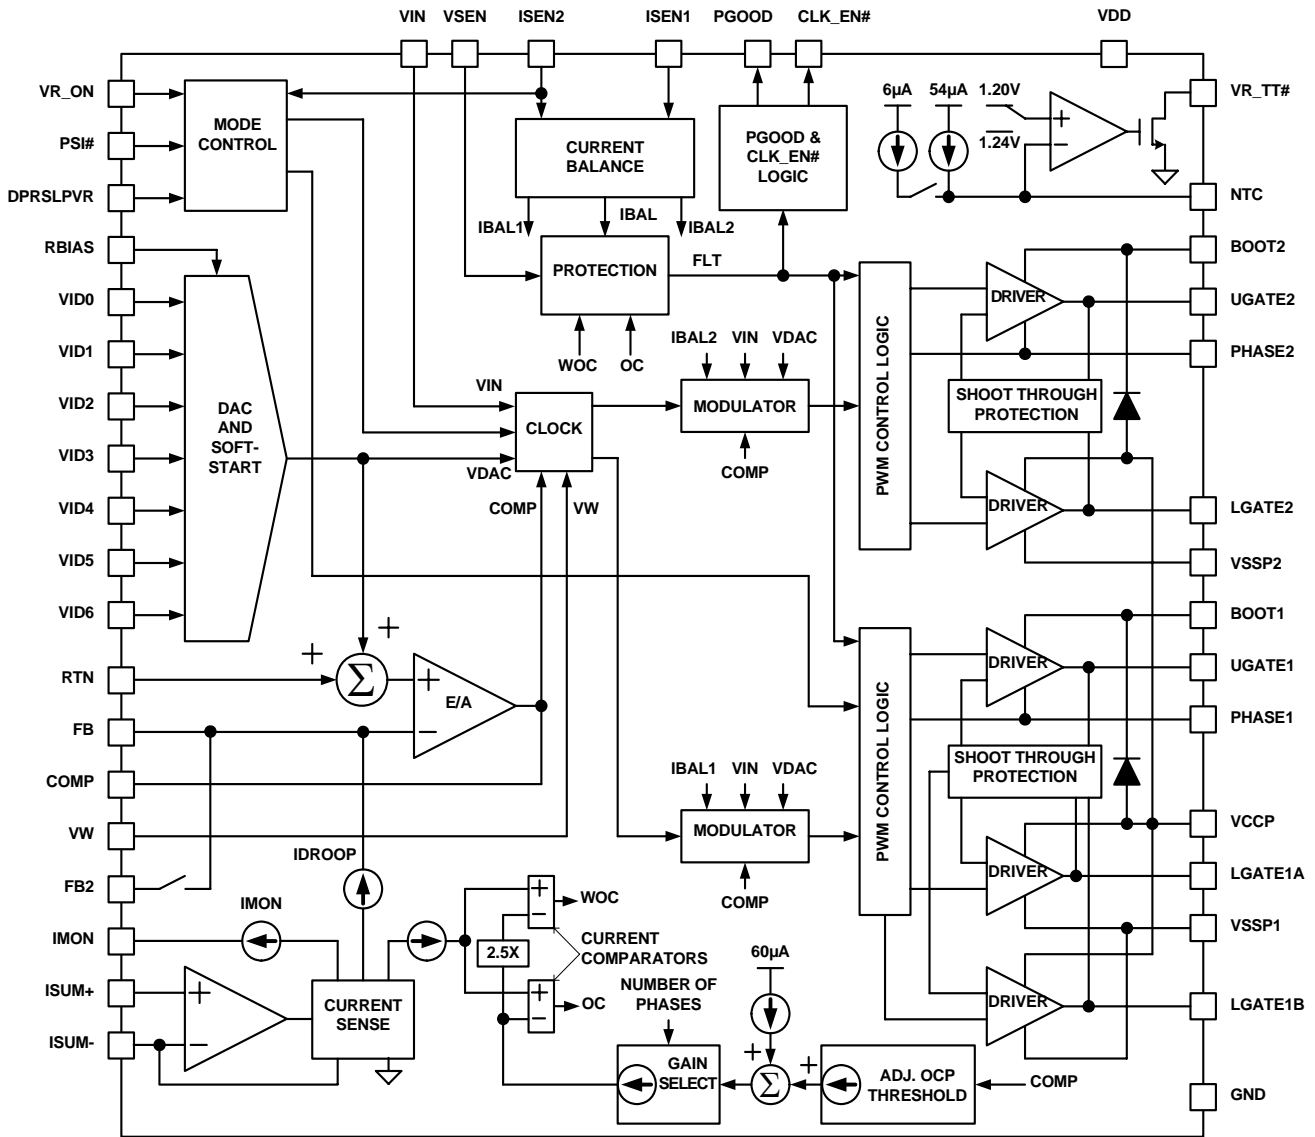 VIN
VSEN
ISEN2
ISEN1
PGOOD
CLK_EN#
VDD
VR_ON
PSI#
DPRSLPVR
RBIAS
VID0
VID1
VID2
VID3
VID4
VID5
VID6
RTN
FB
COMP
VW
FB2
IMON
ISUM+
ISUM-
MODE
CONTROL
CURRENT
BALANCE
PGOOD &
CLK_EN#
LOGIC
6µA
54µA
1.20V
1.24V
+
−
VR_TT#
NTC
BOOT2
UGATE2
PHASE2
LGATE2
VSSP2
BOOT1
UGATE1
PHASE1
VCCP
LGATE1A
VSSP1
LGATE1B
GND
IBAL1
IBAL
IBAL2
PROTECTION
FLT
WOC
OC
DAC
AND
SOFT-
START
VIN
CLOCK
VDAC
COMP
VW
IBAL2
VIN
VDAC
MODULATOR
COMP
PWM CONTROL LOGIC
DRIVER
SHOOT THROUGH
PROTECTION
DRIVER
+
+
Σ
+
−
E/A
IBAL1
VIN
VDAC
MODULATOR
COMP
PWM CONTROL LOGIC
DRIVER
SHOOT THROUGH
PROTECTION
DRIVER
DRIVER
IDROOP
IMON
+
−
CURRENT
SENSE
+
−
WOC
2.5X
CURRENT
COMPARATORS
+
−
OC
NUMBER OF
PHASES
60µA
GAIN
SELECT
+
Σ
+
ADJ. OCP
THRESHOLD
COMP